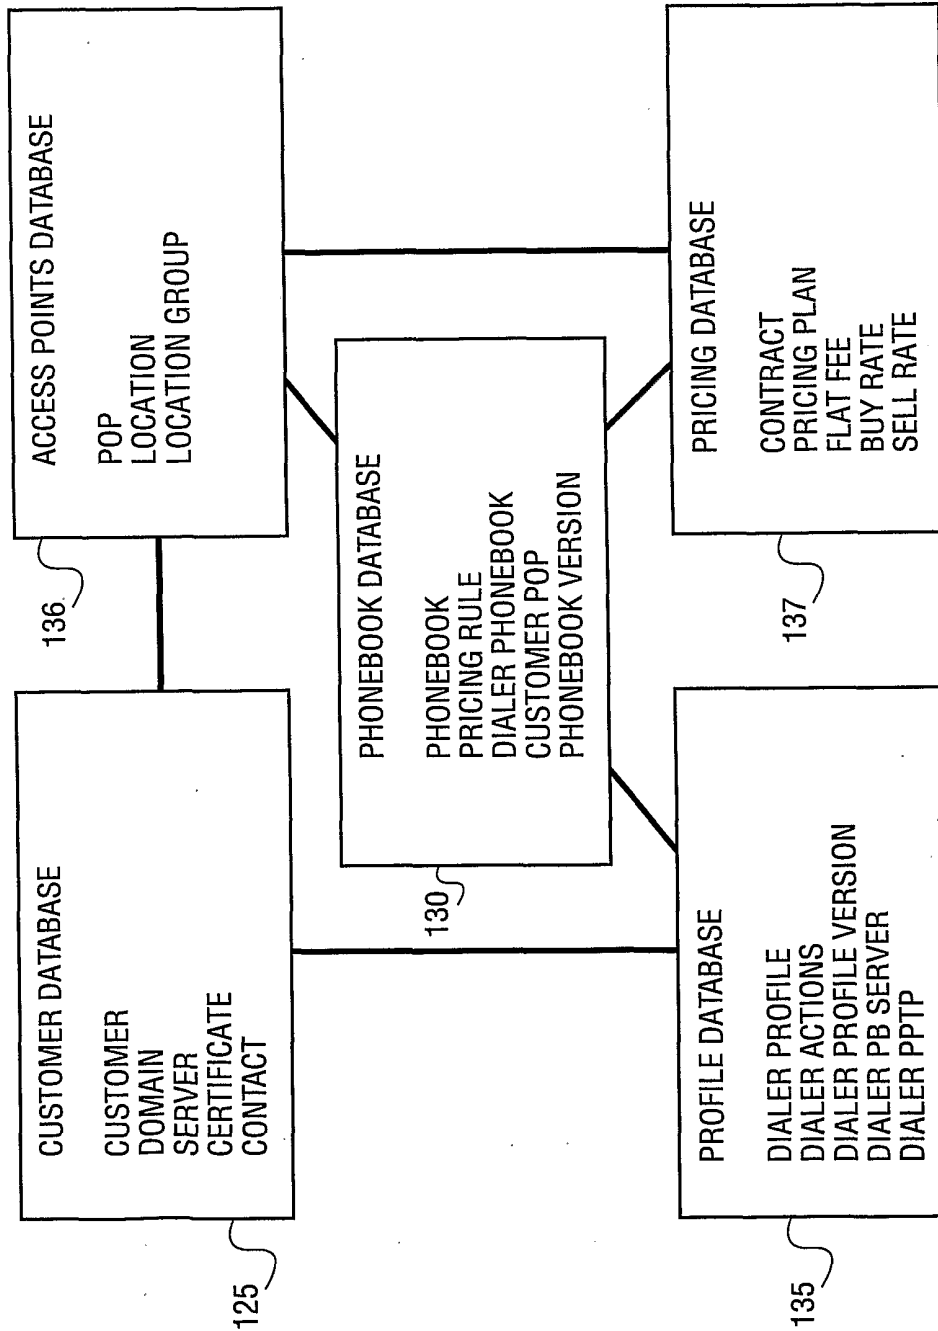 CUSTOMER DATABASE
CUSTOMER
DOMAIN
SERVER
CERTIFICATE
CONTACT
125
ACCESS POINTS DATABASE
POP
LOCATION
LOCATION GROUP
136
PHONEBOOK DATABASE
PHONEBOOK
PRICING RULE
DIALER PHONEBOOK
CUSTOMER POP
PHONEBOOK VERSION
130
PROFILE DATABASE
DIALER PROFILE
DIALER ACTIONS
DIALER PROFILE VERSION
DIALER PB SERVER
DIALER PPTP
135
PRICING DATABASE
CONTRACT
PRICING PLAN
FLAT FEE
BUY RATE
SELL RATE
137